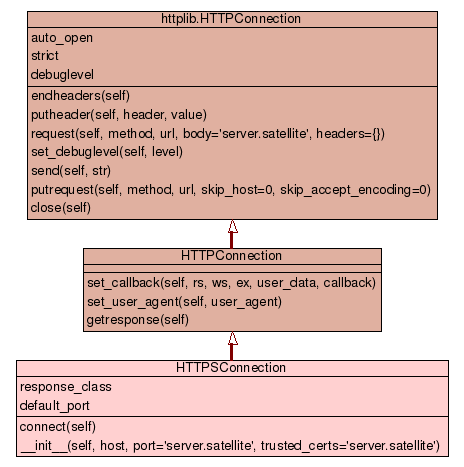 httplib.HTTPConnection
auto_open
strict
debuglevel
endheaders(self)
putheader(self, header, value)
request(self, method, url, body='server.satellite', headers={})
set_debuglevel(self, level)
send(self, str)
putrequest(self, method, url, skip_host=0, skip_accept_encoding=0)
close(self)
HTTPConnection
set_callback(self, rs, ws, ex, user_data, callback)
set_user_agent(self, user_agent)
getresponse(self)
HTTPSConnection
response_class
default_port
connect(self)
__init__(self, host, port='server.satellite', trusted_certs='server.satellite')